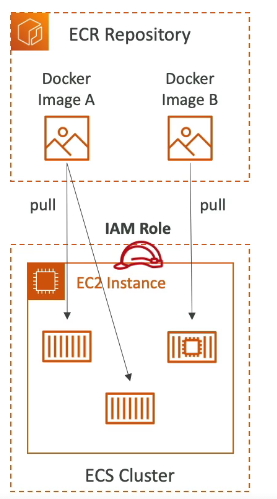 ECR Repository
Docker
Image A
Docker
Image B
pull
pull
IAM Role
EC2 Instance
ECS Cluster